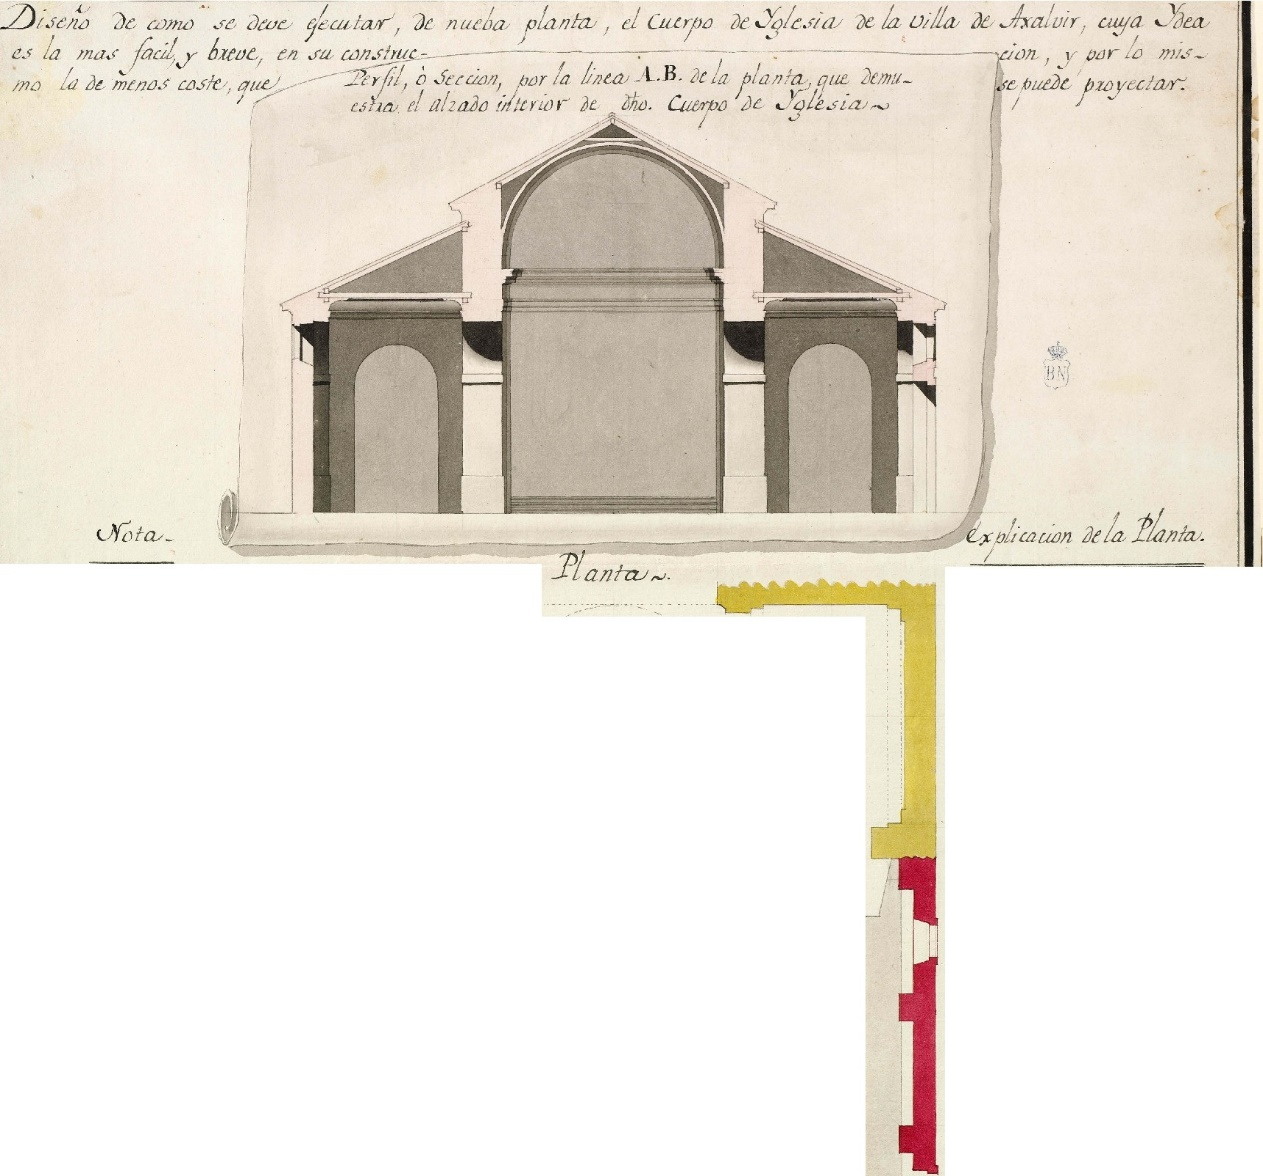 Diseño de como se deve ejecutar, de nueba planta, el Cuerpo de Yglesia de la villa de Axalvir, cuya Ydea
es la mas facil, y breve, en su construc-cion, y por lo mis-
mo la de menos coste, que se puede proyectar.
Perfil, ò Seccion, por la linea A.B. de la planta, que demu-
estra el alzado interior de dho. Cuerpo de Yglesia~
BN
Nota-
Explicacion de la Planta.
Planta~.